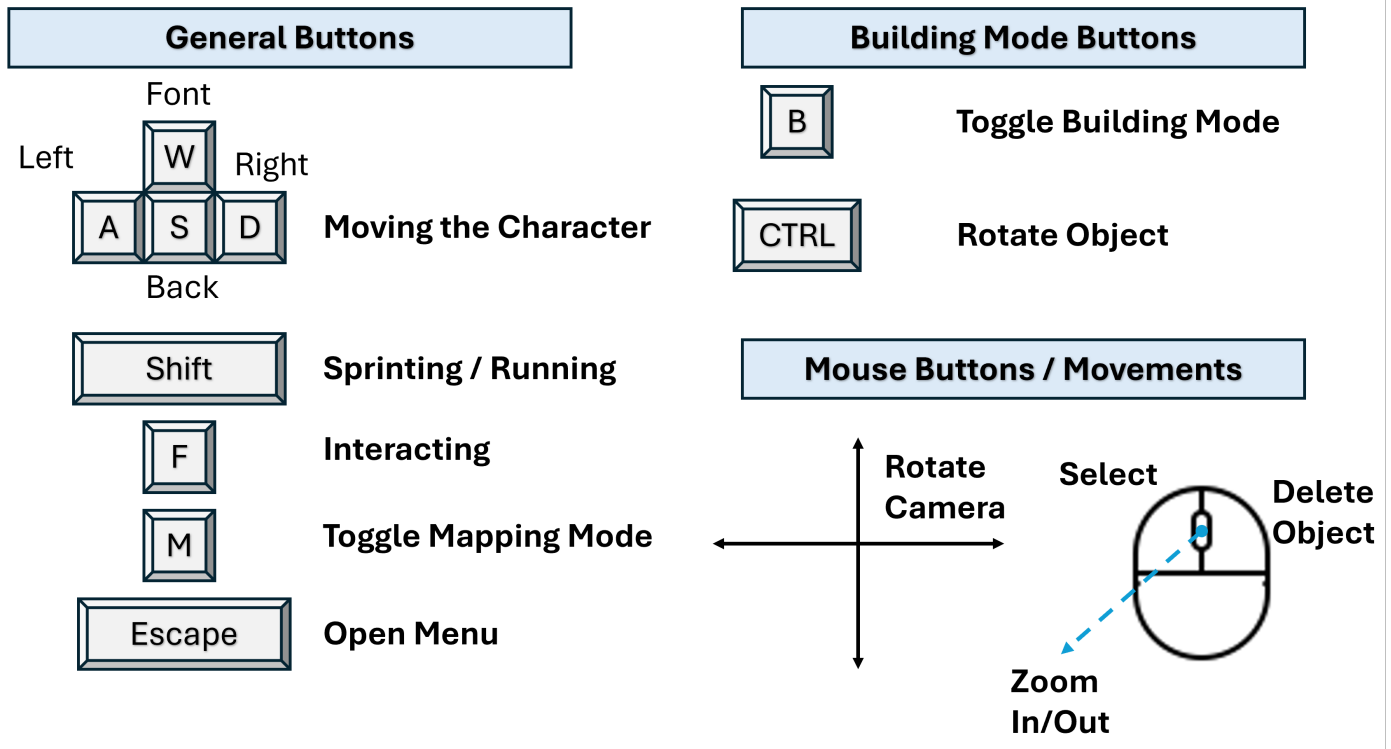 General Buttons
Font
Left
W
Right
A S D
Moving the Character
Back
Shift
Sprinting / Running
F
Interacting
M
Toggle Mapping Mode
Escape
Open Menu
Building Mode Buttons
B
Toggle Building Mode
CTRL
Rotate Object
Mouse Buttons / Movements
Rotate
Camera
Select
Delete
Object
Zoom
In/Out